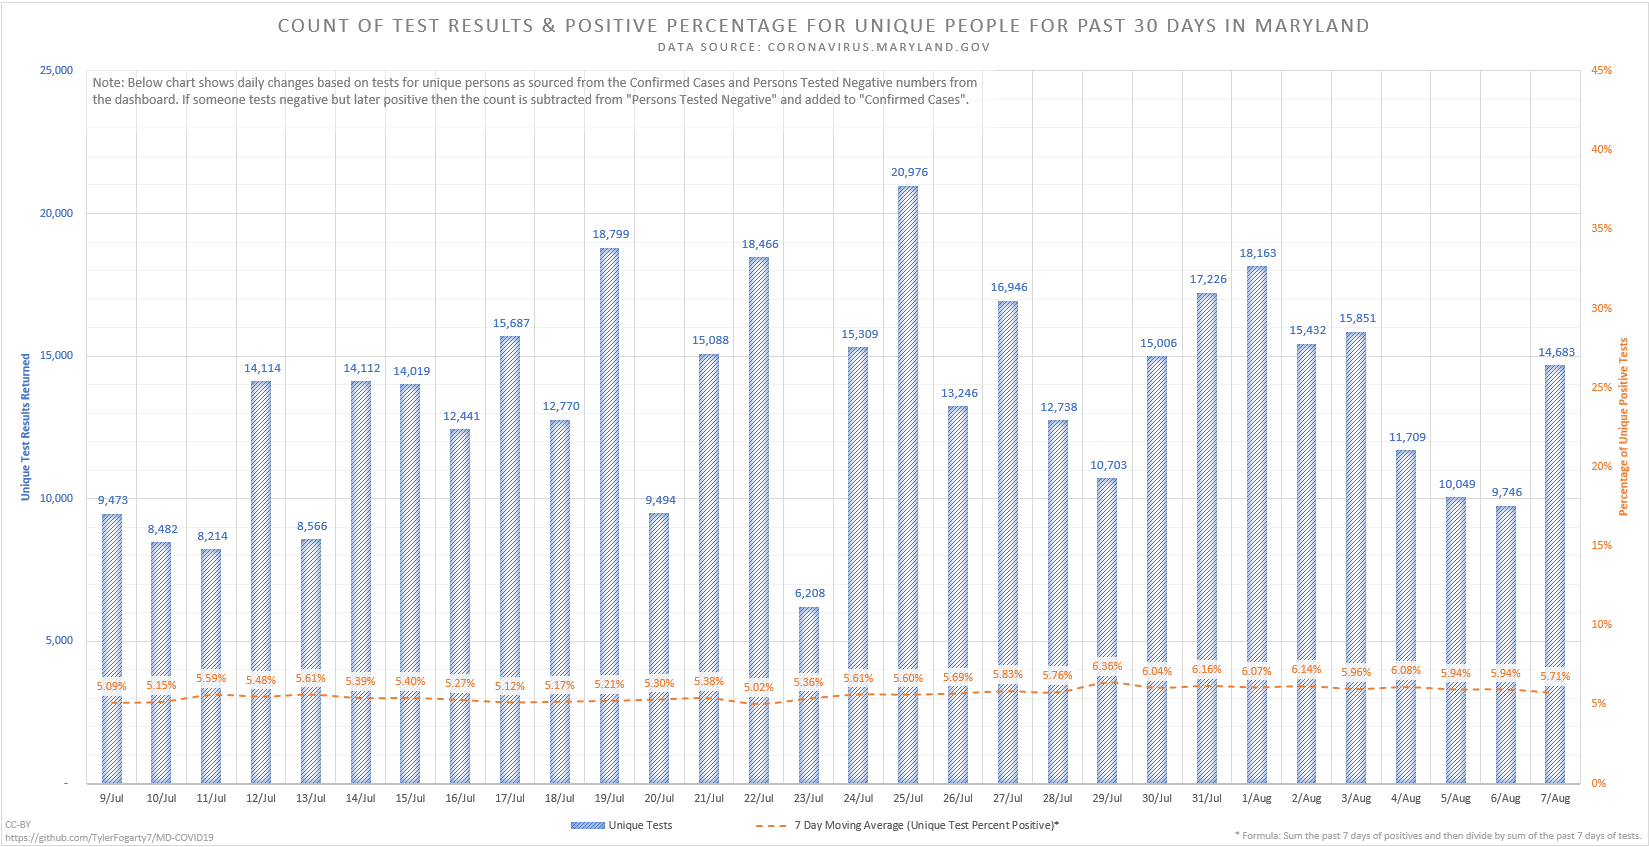 COUNT OF TEST RESULTS & POSITIVE PERCENTAGE FOR UNIQUE PEOPLE FOR PAST 30 DAYS IN MARYLAND
DATA SOURCE: CORONAVIRUS.MARYLAND.GOV
Note: Below chart shows daily changes based on tests for unique persons as sourced from the Confirmed Cases and Persons Tested Negative numbers from
the dashboard. If someone tests negative but later positive then the count is subtracted from "Persons Tested Negative" and added to "Confirmed Cases".
Unique Test Results Returned
25,000
20,000
15,000
10,000
5,000
-
9,473
8,482
8,214
14,114
8,566
14,112
14,019
12,441
15,687
12,770
18,799
9,494
15,088
18,466
6,208
15,309
20,976
13,246
16,946
12,738
10,703
15,006
17,226
18,163
15,432
15,851
11,709
10,049
9,746
14,683
5.09%
5.15%
5.59%
5.48%
5.61%
5.39%
5.40%
5.27%
5.12%
5.17%
5.21%
5.30%
5.38%
5.02%
5.36%
5.61%
5.60%
5.69%
5.83%
5.76%
6.36%
6.04%
6.16%
6.07%
6.14%
5.96%
6.08%
5.94%
5.94%
5.71%
45%
40%
35%
30%
25%
20%
15%
10%
5%
0%
Percentage of Unique Positive Tests
9/Jul
10/Jul
11/Jul
12/Jul
13/Jul
14/Jul
15/Jul
16/Jul
17/Jul
18/Jul
19/Jul
20/Jul
21/Jul
22/Jul
23/Jul
24/Jul
25/Jul
26/Jul
27/Jul
28/Jul
29/Jul
30/Jul
31/Jul
1/Aug
2/Aug
3/Aug
4/Aug
5/Aug
6/Aug
7/Aug
Unique Tests
7 Day Moving Average (Unique Test Percent Positive)*
CC-BY
https://github.com/TylerFogarty7/MD-COVID19
* Formula: Sum the past 7 days of positives and then divide by sum of the past 7 days of tests.